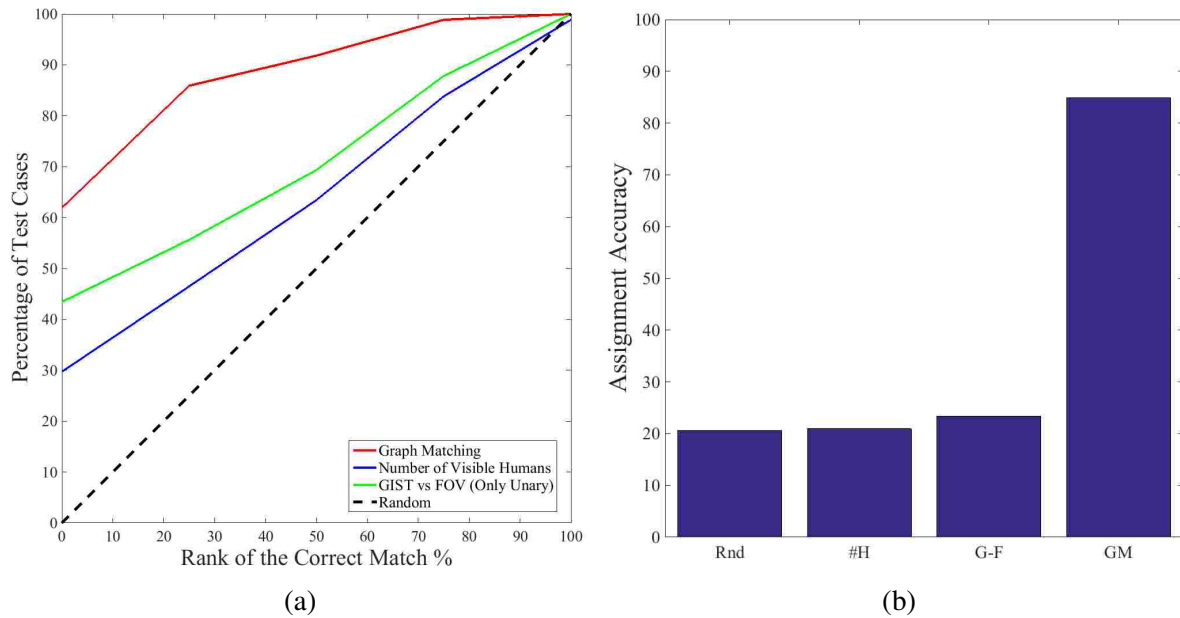 100
90
80
70
60
50
40
30
20
10
0
Percentage of Test Cases
0 10 20 30 40 50 60 70 80 90 100
Rank of the Correct Match %
Graph Matching
Number of Visible Humans
GIST vs FOV (Only Unary)
Random
(a)
100
90
80
70
60
50
40
30
20
10
0
Assignment Accuracy
Rnd #H G-F GM
(b)